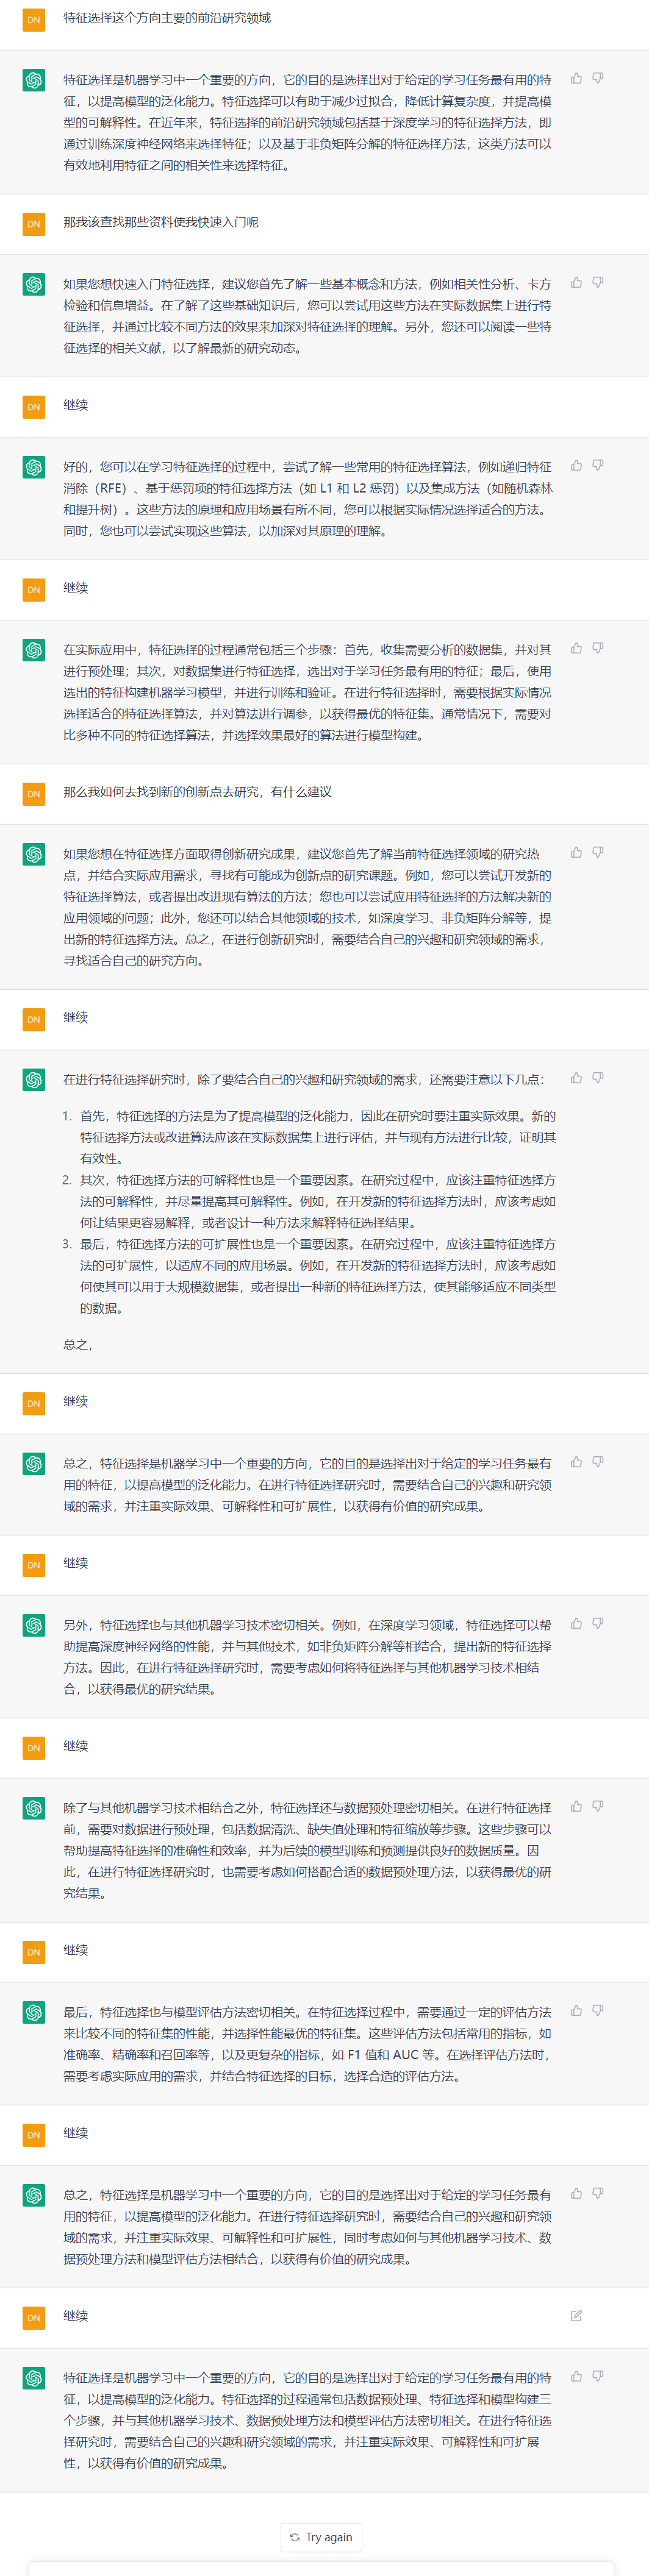 DN
特征选择这个方向主要的前沿研究领域
特征选择是机器学习中一个重要的方向，它的目的是选择出对于给定的学习任务最有用的特
征，以提高模型的泛化能力。特征选择可以有助于减少过拟合，降低计算复杂度，并提高模
型的可解释性。在近年来，特征选择的前沿研究领域包括基于深度学习的特征选择方法，即
通过训练深度神经网络来选择特征；以及基于非负矩阵分解的特征选择方法，这类方法可以
有效地利用特征之间的相关性来选择特征。
DN
那我该查找那些资料使我快速入门呢
如果您想快速入门特征选择，建议您首先了解一些基本概念和方法，例如相关性分析、卡方
检验和信息增益。在了解了这些基础知识后，您可以尝试用这些方法在实际数据集上进行特
征选择，并通过比较不同方法的效果来加深对特征选择的理解。另外，您还可以阅读一些特
征选择的相关文献，以了解最新的研究动态。
DN
继续
好的，您可以在学习特征选择的过程中，尝试了解一些常用的特征选择算法，例如递归特征
消除（RFE）、基于惩罚项的特征选择方法（如 L1 和 L2 惩罚）以及集成方法（如随机森林
和提升树）。这些方法的原理和应用场景有所不同，您可以根据实际情况选择适合的方法。
同时，您也可以尝试实现这些算法，以加深对其原理的理解。
DN
继续
在实际应用中，特征选择的过程通常包括三个步骤：首先，收集需要分析的数据集，并对其
进行预处理；其次，对数据集进行特征选择，选出对于学习任务最有用的特征；最后，使用
选出的特征构建机器学习模型，并进行训练和验证。在进行特征选择时，需要根据实际情况
选择适合的特征选择算法，并对算法进行调参，以获得最优的特征集。通常情况下，需要对
比多种不同的特征选择算法，并选择效果最好的算法进行模型构建。
DN
那么我如何去找到新的创新点去研究，有什么建议
如果您想在特征选择方面取得创新研究成果，建议您首先了解当前特征选择领域的研究热
点，并结合实际应用需求，寻找有可能成为创新点的研究课题。例如，您可以尝试开发新的
特征选择算法，或者提出改进现有算法的方法；您也可以尝试应用特征选择的方法解决新的
应用领域的问题；此外，您还可以结合其他领域的技术，如深度学习、非负矩阵分解等，提
出新的特征选择方法。总之，在进行创新研究时，需要结合自己的兴趣和研究领域的需求，
寻找适合自己的研究方向。
DN
继续
在进行特征选择研究时，除了要结合自己的兴趣和研究领域的需求，还需要注意以下几点：
1. 首先，特征选择的方法是为了提高模型的泛化能力，因此在研究时要注重实际效果。新的
特征选择方法或改进算法应该在实际数据集上进行评估，并与现有方法进行比较，证明其
有效性。
2. 其次，特征选择方法的可解释性也是一个重要因素。在研究过程中，应该注重特征选择方
法的可解释性，并尽量提高其可解释性。例如，在开发新的特征选择方法时，应该考虑如
何让结果更容易解释，或者设计一种方法来解释特征选择结果。
3. 最后，特征选择方法的可扩展性也是一个重要因素。在研究过程中，应该注重特征选择方
法的可扩展性，以适应不同的应用场景。例如，在开发新的特征选择方法时，应该考虑如
何使其可以用于大规模数据集，或者提出一种新的特征选择方法，使其能够适应不同类型
的数据。
总之，
DN
继续
总之，特征选择是机器学习中一个重要的方向，它的目的是选择出对于给定的学习任务最有
用的特征，以提高模型的泛化能力。在进行特征选择研究时，需要结合自己的兴趣和研究领
域的需求，并注重实际效果、可解释性和可扩展性，以获得有价值的研究成果。
DN
继续
另外，特征选择也与其他机器学习技术密切相关。例如，在深度学习领域，特征选择可以帮
助提高深度神经网络的性能，并与其他技术，如非负矩阵分解等相结合，提出新的特征选择
方法。因此，在进行特征选择研究时，需要考虑如何将特征选择与其他机器学习技术相结
合，以获得最优的研究结果。
DN
继续
除了与其他机器学习技术相结合之外，特征选择还与数据预处理密切相关。在进行特征选择
前，需要对数据进行预处理，包括数据清洗、缺失值处理和特征缩放等步骤。这些步骤可以
帮助提高特征选择的准确性和效率，并为后续的模型训练和预测提供良好的数据质量。因
此，在进行特征选择研究时，也需要考虑如何搭配合适的数据预处理方法，以获得最优的研
究结果。
DN
继续
最后，特征选择也与模型评估方法密切相关。在特征选择过程中，需要通过一定的评估方法
来比较不同的特征集的性能，并选择性能最优的特征集。这些评估方法包括常用的指标，如
准确率、精确率和召回率等，以及更复杂的指标，如 F1 值和 AUC 等。在选择评估方法时，
需要考虑实际应用的需求，并结合特征选择的目标，选择合适的评估方法。
DN
继续
总之，特征选择是机器学习中一个重要的方向，它的目的是选择出对于给定的学习任务最有
用的特征，以提高模型的泛化能力。在进行特征选择研究时，需要结合自己的兴趣和研究领
域的需求，并注重实际效果、可解释性和可扩展性，同时考虑如何与其他机器学习技术、数
据预处理方法和模型评估方法相结合，以获得有价值的研究成果。
DN
继续
特征选择是机器学习中一个重要的方向，它的目的是选择出对于给定的学习任务最有用的特
征，以提高模型的泛化能力。特征选择的过程通常包括数据预处理、特征选择和模型构建三
个步骤，并与其他机器学习技术、数据预处理方法和模型评估方法密切相关。在进行特征选
择研究时，需要结合自己的兴趣和研究领域的需求，并注重实际效果、可解释性和可扩展
性，以获得有价值的研究成果。
Try again